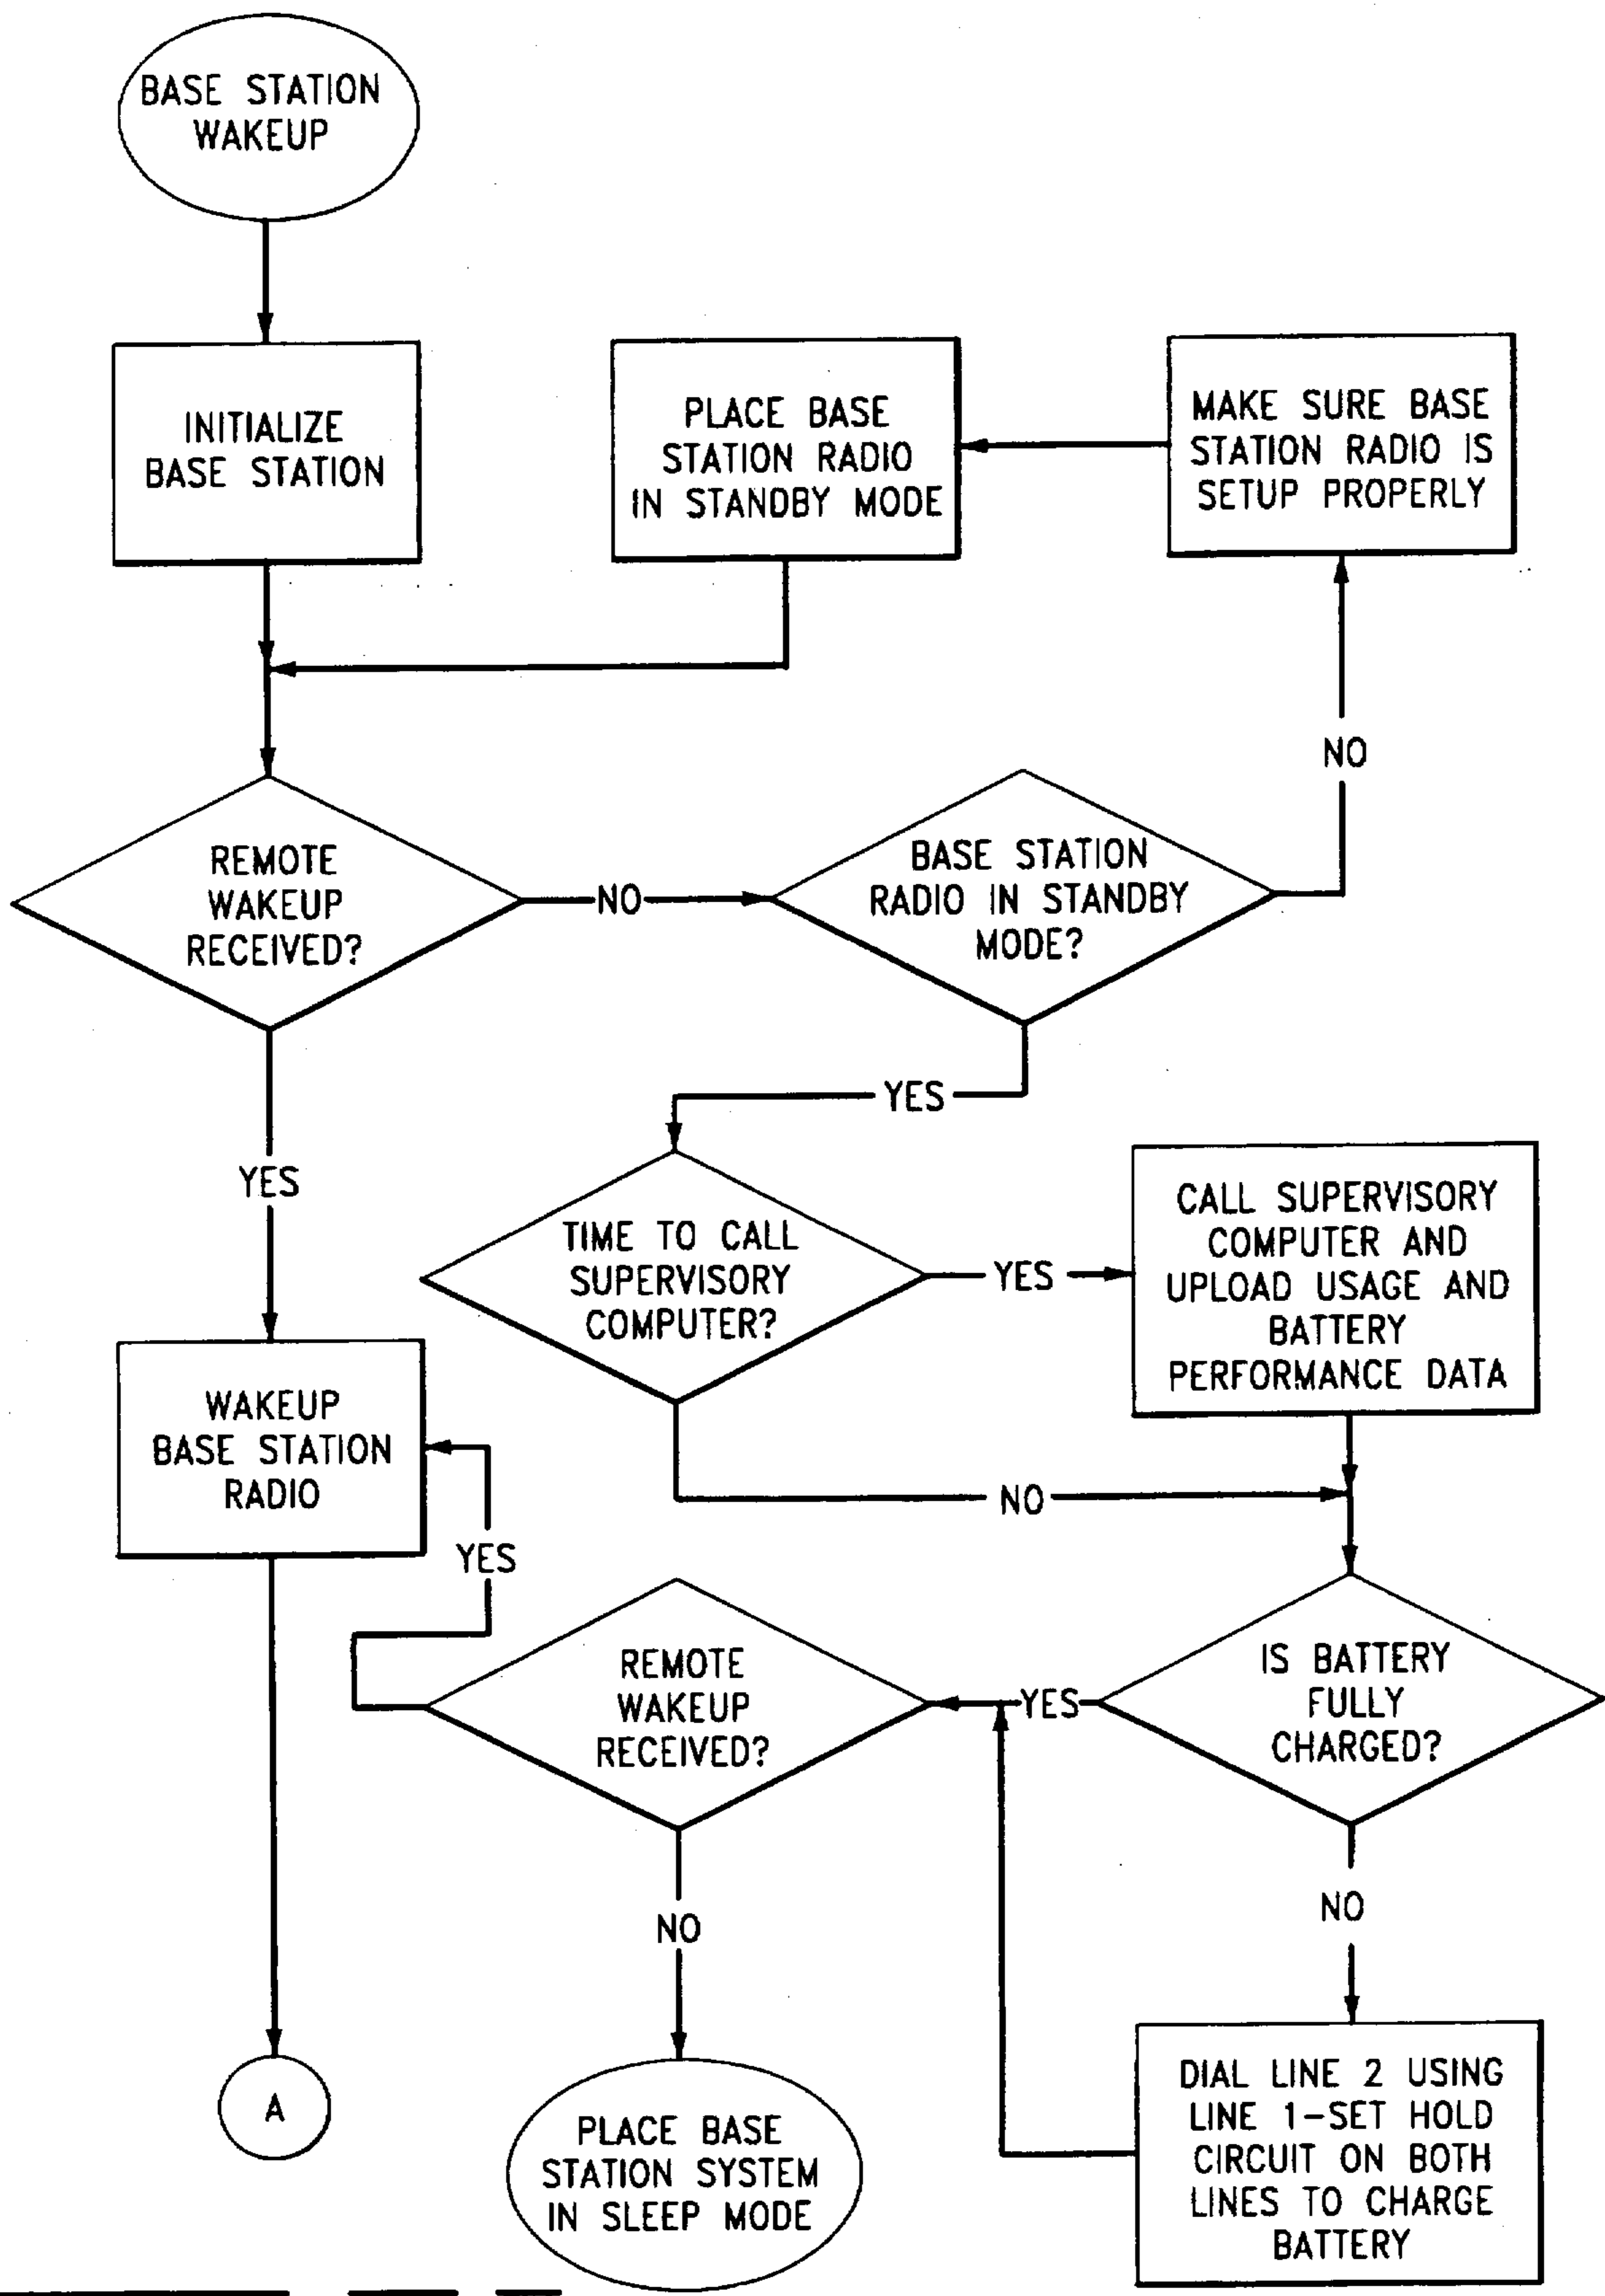 BASE STATION
WAKEUP
INITIALIZE
BASE STATION
PLACE BASE
STATION RADIO
IN STANDBY MODE
MAKE SURE BASE
STATION RADIO IS
SETUP PROPERLY
NO
REMOTE
WAKEUP
RECEIVED?
NO
BASE STATION
RADIO IN STANDBY
MODE?
YES
YES
TIME TO CALL
SUPERVISORY
COMPUTER?
YES
CALL SUPERVISORY
COMPUTER AND
UPLOAD USAGE AND
BATTERY
PERFORMANCE DATA
WAKEUP
BASE STATION
RADIO
NO
YES
REMOTE
WAKEUP
RECEIVED?
YES
IS BATTERY
FULLY
CHARGED?
NO
NO
A
PLACE BASE
STATION SYSTEM
IN SLEEP MODE
DIAL LINE 2 USING
LINE 1-SET HOLD
CIRCUIT ON BOTH
LINES TO CHARGE
BATTERY